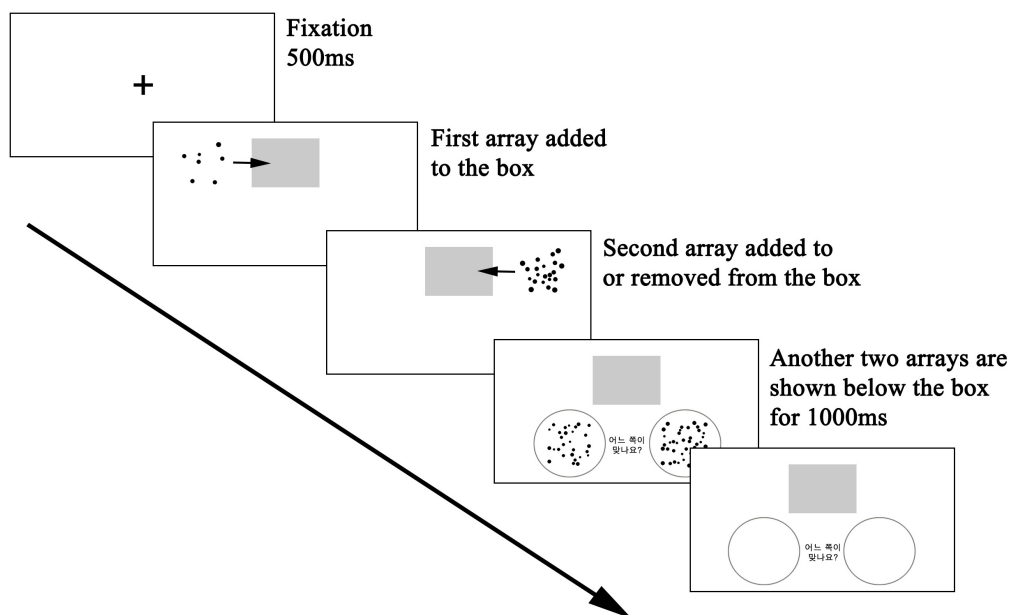 Fixation
500ms
First array added
to the box
Second array added to
or removed from the box
Another two arrays are
shown below the box
for 1000ms
어느 쪽이
맞나요?
어느 쪽이
맞나요?